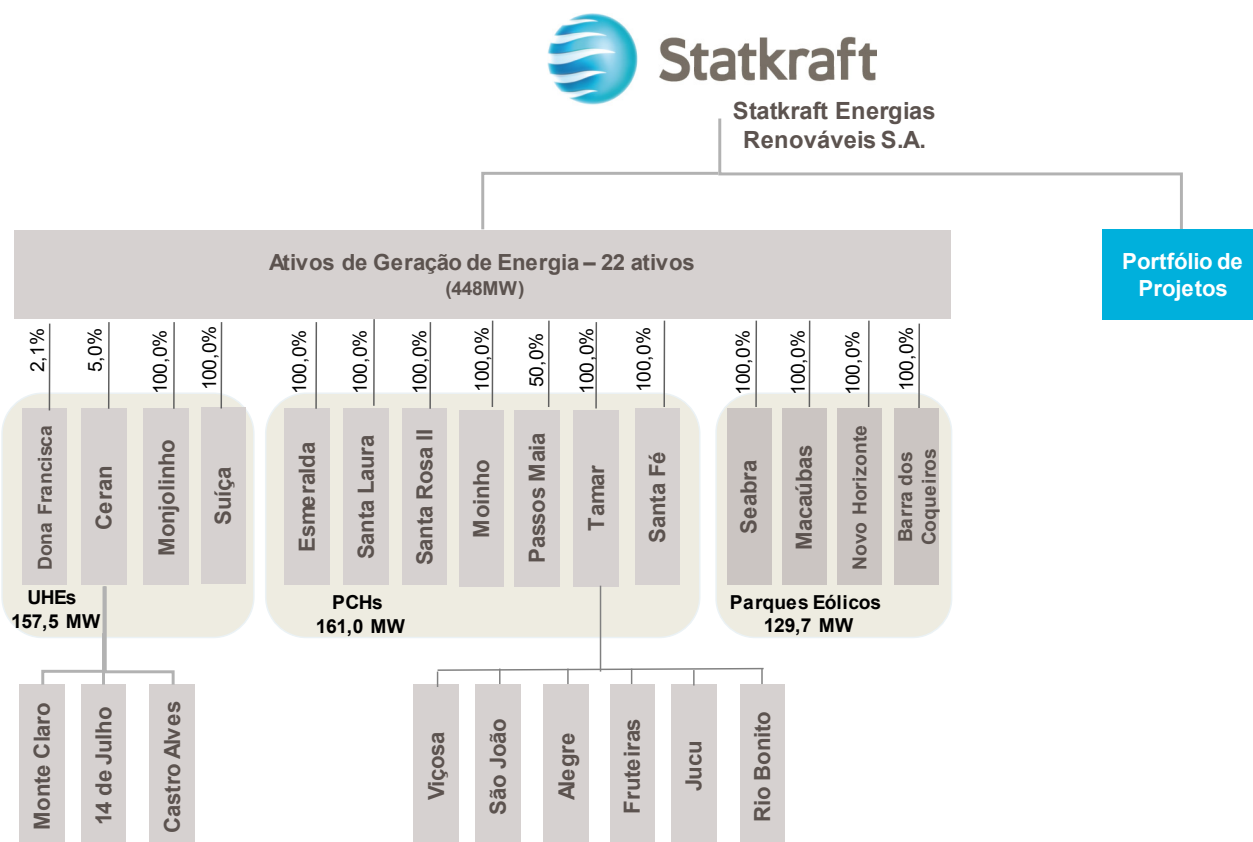 Statkraft
Statkraft Energias
Renováveis S.A.
Ativos de Geração de Energia – 22 ativos
(448MW)
Portfólio de
Projetos
2,1%
5,0%
100,0%
100,0%
100,0%
100,0%
100,0%
100,0%
50,0%
100,0%
100,0%
100,0%
100,0%
100,0%
100,0%
Dona Francisca
Ceran
Monjolinho
Suíça
Esmeralda
Santa Laura
Santa Rosa II
Moinho
Passos Maia
Tamar
Santa Fé
Seabra
Macaúbas
Novo Horizonte
Barra dos
Coqueiros
UHEs
157,5 MW
PCHs
161,0 MW
Parques Eólicos
129,7 MW
Monte Claro
14 de Julho
Castro Alves
Viçosa
São João
Alegre
Fruteiras
Jucu
Rio Bonito